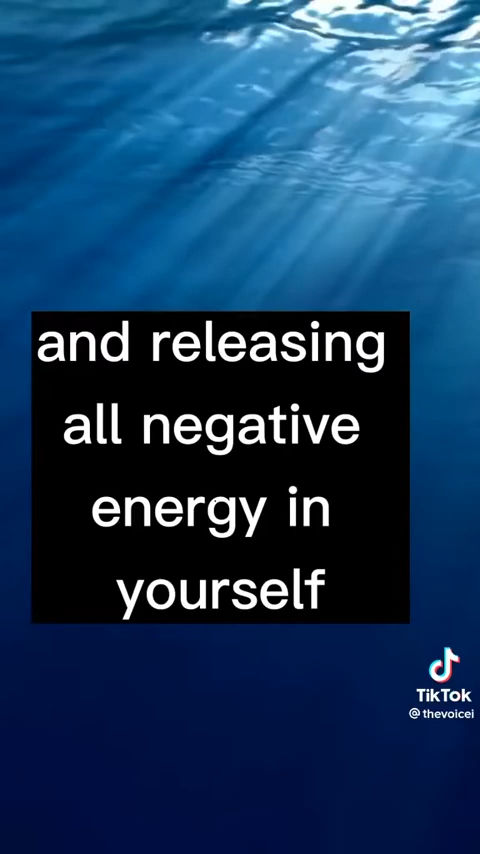 and releasing
all negative
energy in
yourself
TikTok
@thevoicei